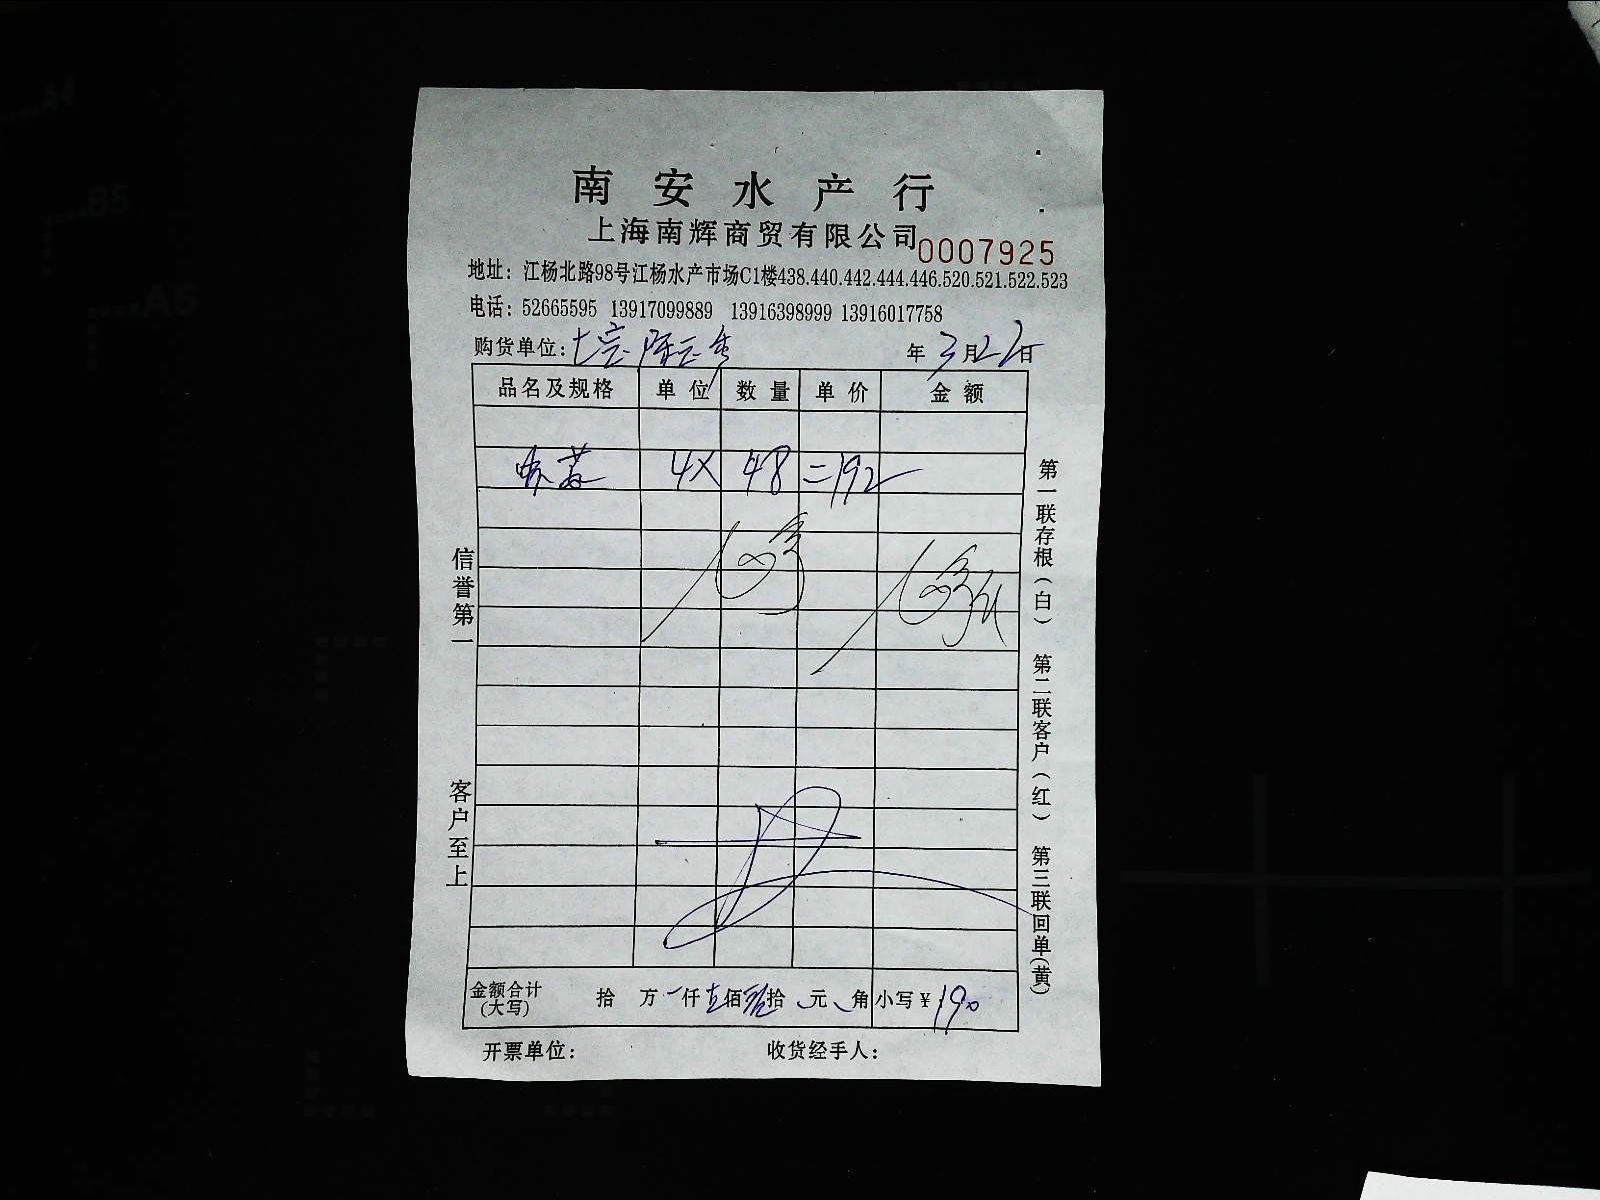 南安水产行
上海南辉商贸有限公司 0007925
地址：江杨北路98号江杨水产市场C1楼438.440.442.444.446.520.521.522.523
电话：52665595 13917099889 13916398999 13916017758
购货单位： 年3月22日
品名及规格 单位 数量 单价 金额
4× 48 =192
信誉第一
客户至上
第一联存根（白） 第二联客户（红） 第三联回单（黄）
金额合计（大写） 拾 万 仟 佰 拾 元 角 小写￥190
开票单位： 收货经手人：